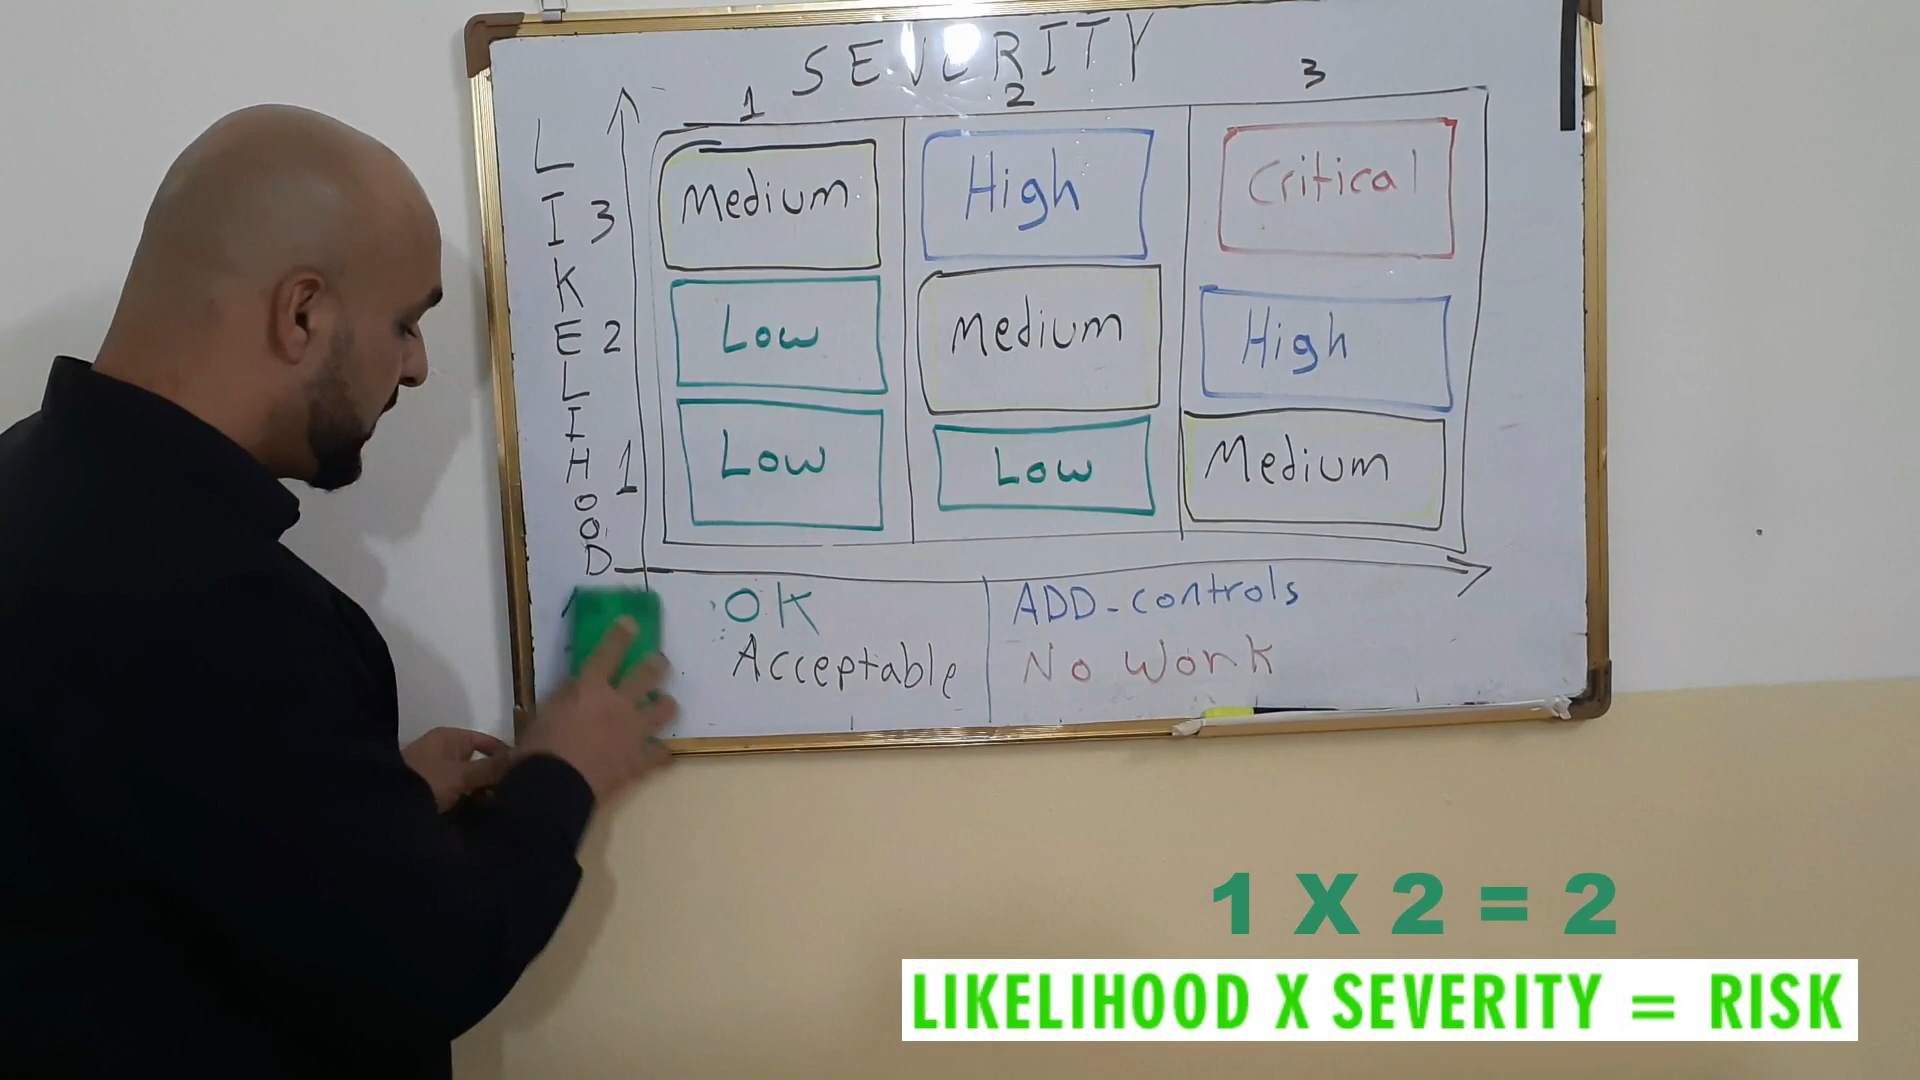 SEVERITY
1 2 3
LIKELIHOOD
3 Medium High Critical
2 Low Medium High
1 Low Low Medium
OK ADD-controls
Acceptable No Work
1 X 2 = 2
LIKELIHOOD X SEVERITY = RISK